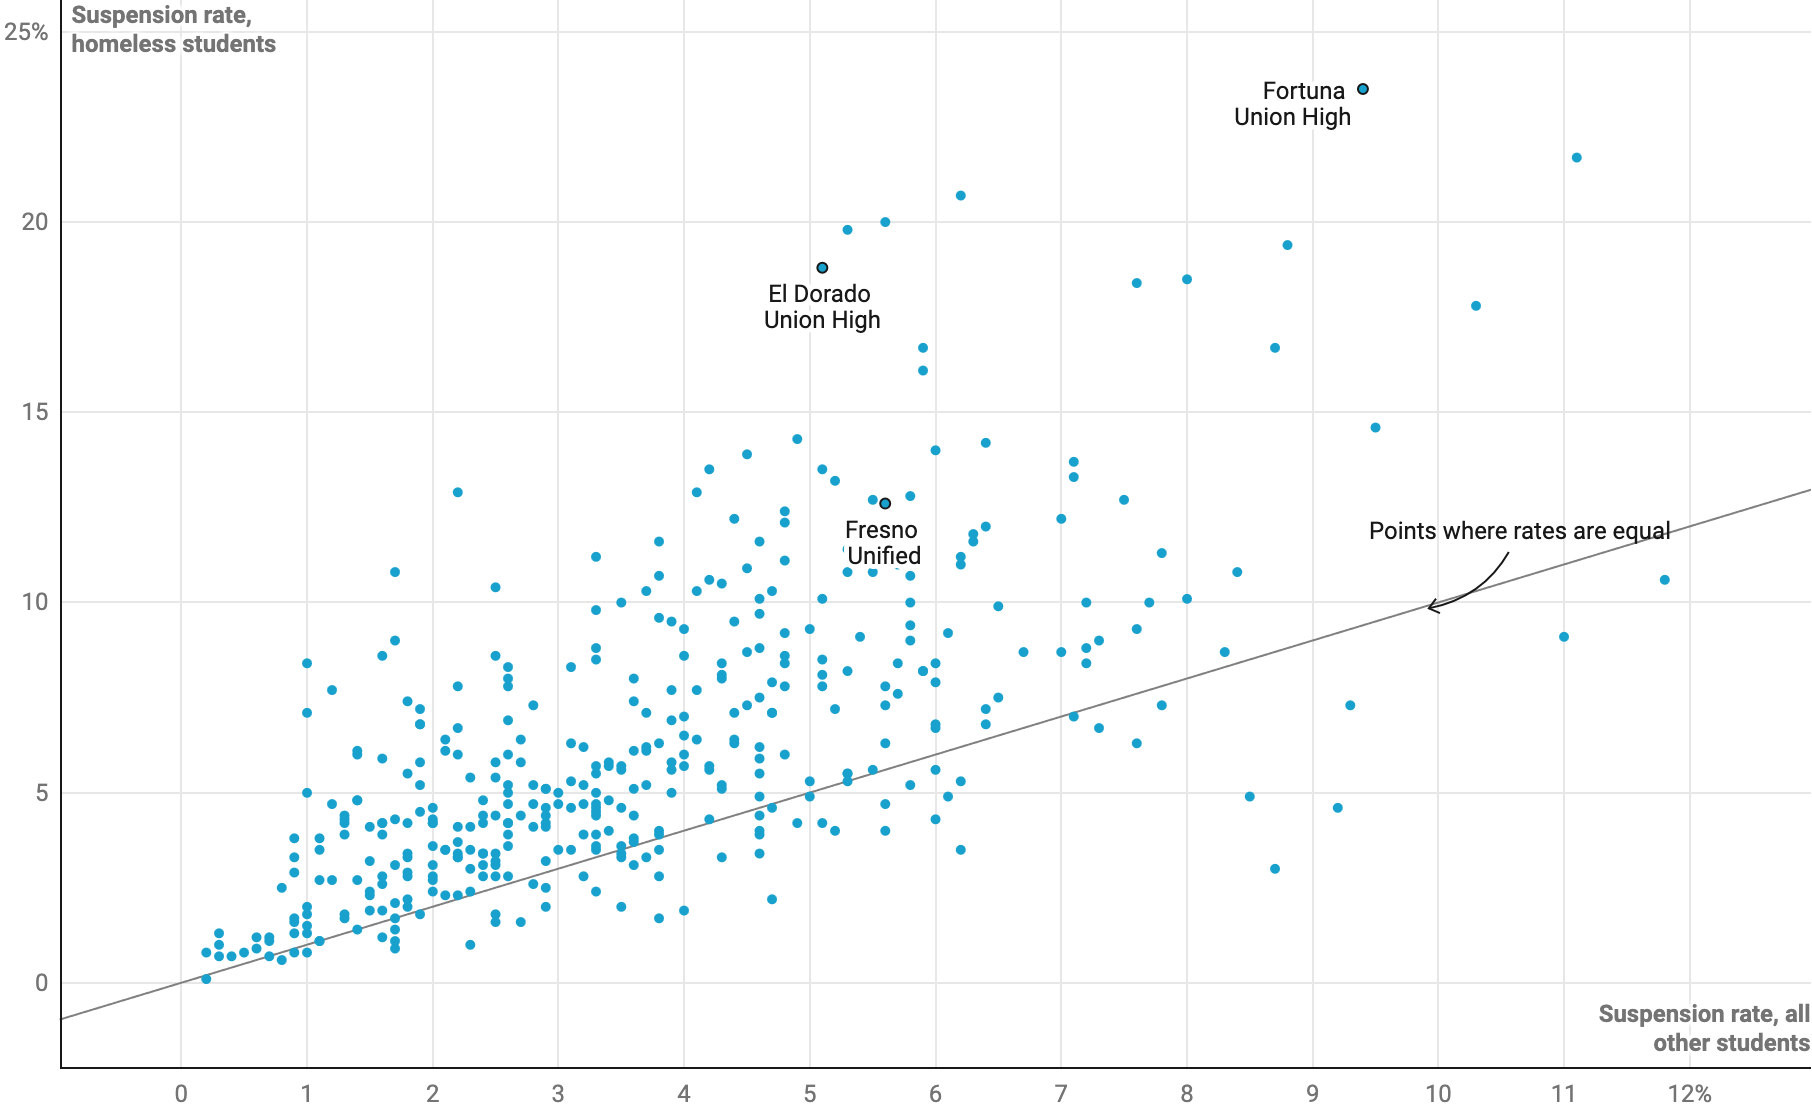 Suspension rate,
homeless students
25%
20
15
10
5
0
Fortuna
Union High
El Dorado
Union High
Fresno
Unified
Points where rates are equal
Suspension rate, all
other students
0 1 2 3 4 5 6 7 8 9 10 11 12%